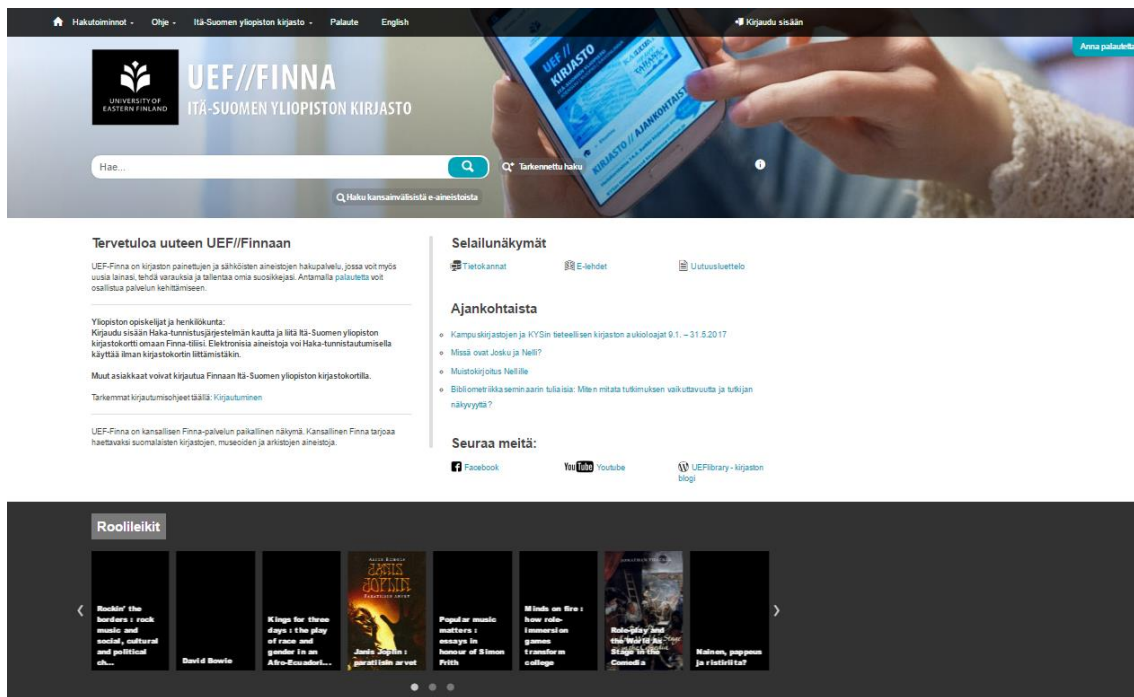 Hakutoiminnot
Ohje
Itä-Suomen yliopiston kirjasto
Palaute
English
Kirjaudu sisään
Anna palautetta
UNIVERSITY OF
EASTERN FINLAND
UEF//FINNA
ITÄ-SUOMEN YLIOPISTON KIRJASTO
UEF //
KIRJASTO
KIRJASTO // AJANKOHTAIST
Hae...
Tarkennettu haku
Haku kansainvälisistä e-aineistoista
Tervetuloa uuteen UEF//Finnaan
UEF-Finna on kirjaston painettujen ja sähköisten aineistojen hakupalvelu, jossa voit myös
uusia lainasi, tehdä varauksia ja tallentaa omia suosikkejasi. Antamalla palautetta voit
osallistua palvelun kehittämiseen.
Yliopiston opiskelijat ja henkilökunta:
Kirjaudu sisään Haka-tunnistusjärjestelmän kautta ja liitä Itä-Suomen yliopiston
kirjastokortti omaan Finna-tiliisi. Elektronisia aineistoja voi Haka-tunnistautumisella
käyttää ilman kirjastokortin liittämistäkin.
Muut asiakkaat voivat kirjautua Finnaan Itä-Suomen yliopiston kirjastokortilla.
Tarkemmat kirjautumisohjeet täällä: Kirjautuminen
UEF-Finna on kansallisen Finna-palvelun paikallinen näkymä. Kansallinen Finna tarjoaa
haettavaksi suomalaisten kirjastojen, museoiden ja arkistojen aineistoja.
Selailunäkymät
Tietokannat
E-lehdet
Uutuusluettelo
Ajankohtaista
Kampuskirjastojen ja KYSin tieteellisen kirjaston aukioloajat 9.1. – 31.5.2017
Missä ovat Josku ja Nelli?
Muistokirjoitus Nellille
Bibliometriikkaseminaarin tuliaisia: Miten mitata tutkimuksen vaikuttavuutta ja tutkijan
näkyvyyttä?
Seuraa meitä:
Facebook
You Tube Youtube
UEFlibrary - kirjaston
blogi
Roolileikit
Rockin' the
borders : rock
music and
social, cultural
and political
ch...
David Bowie
Kings for three
days : the play
of race and
gender in an
Afro-Ecuadori...
JANIS
JOPLIN
Janis Joplin :
paratiisin arvet
Popular music
matters :
essays in
honour of Simon
Frith
Minds on fire :
how role-
immersion
games
transform
college
Role-play and
the World As
Stage in the
Comedia
Nainen, pappeus
ja ristiriita?